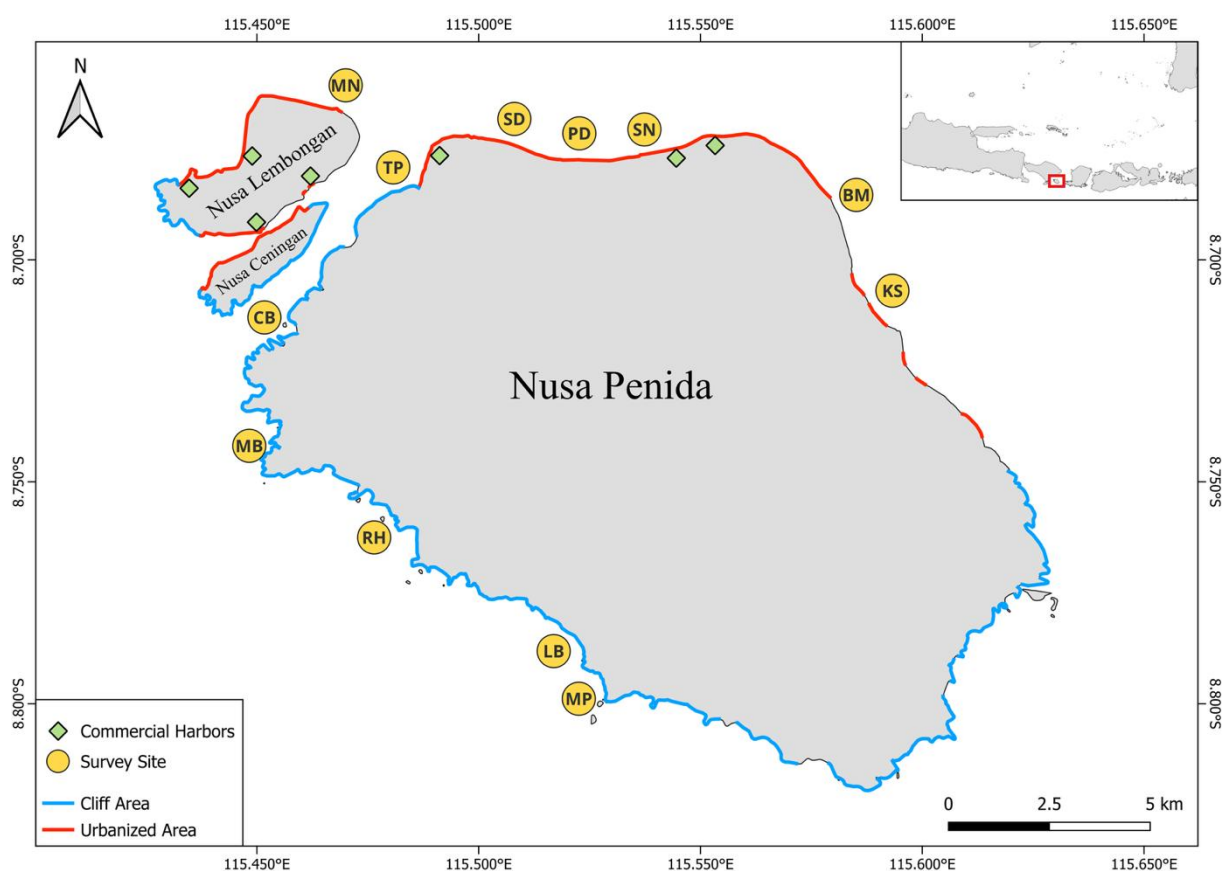 115.450°E 115.500°E 115.550°E 115.600°E 115.650°E
N
MN
SD
PD
SN
TP
BM
Nusa Lembongan
Nusa Ceningan
8.700°S 8.700°S
KS
CB
Nusa Penida
MB
8.750°S 8.750°S
RH
LB
MP
8.800°S 8.800°S
Commercial Harbors
Survey Site
Cliff Area
Urbanized Area
0 2.5 5 km
115.450°E 115.500°E 115.550°E 115.600°E 115.650°E